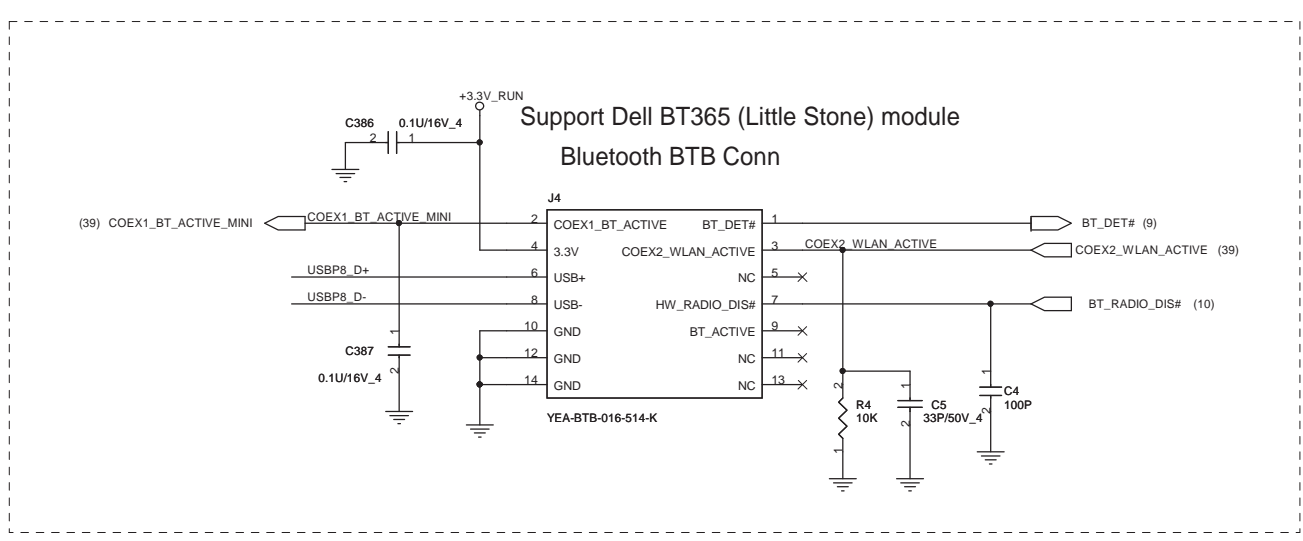 +3.3V_RUN
Support Dell BT365 (Little Stone) module
Bluetooth BTB Conn
C386 0.1U/16V_4
2 1
J4
(39) COEX1_BT_ACTIVE_MINI COEX1_BT_ACTIVE_MINI 2 COEX1_BT_ACTIVE BT_DET# 1 BT_DET# (9)
4 3.3V COEX2_WLAN_ACTIVE 3 COEX2_WLAN_ACTIVE COEX2_WLAN_ACTIVE (39)
USBP8_D+ 6 USB+ NC 5
USBP8_D- 8 USB- HW_RADIO_DIS# 7 BT_RADIO_DIS# (10)
10 GND BT_ACTIVE 9
12 GND NC 11
14 GND NC 13
YEA-BTB-016-514-K
1
C387
0.1U/16V_4 2
2
R4
10K
1
1
C5
33P/50V_4
2
1
C4
100P
2